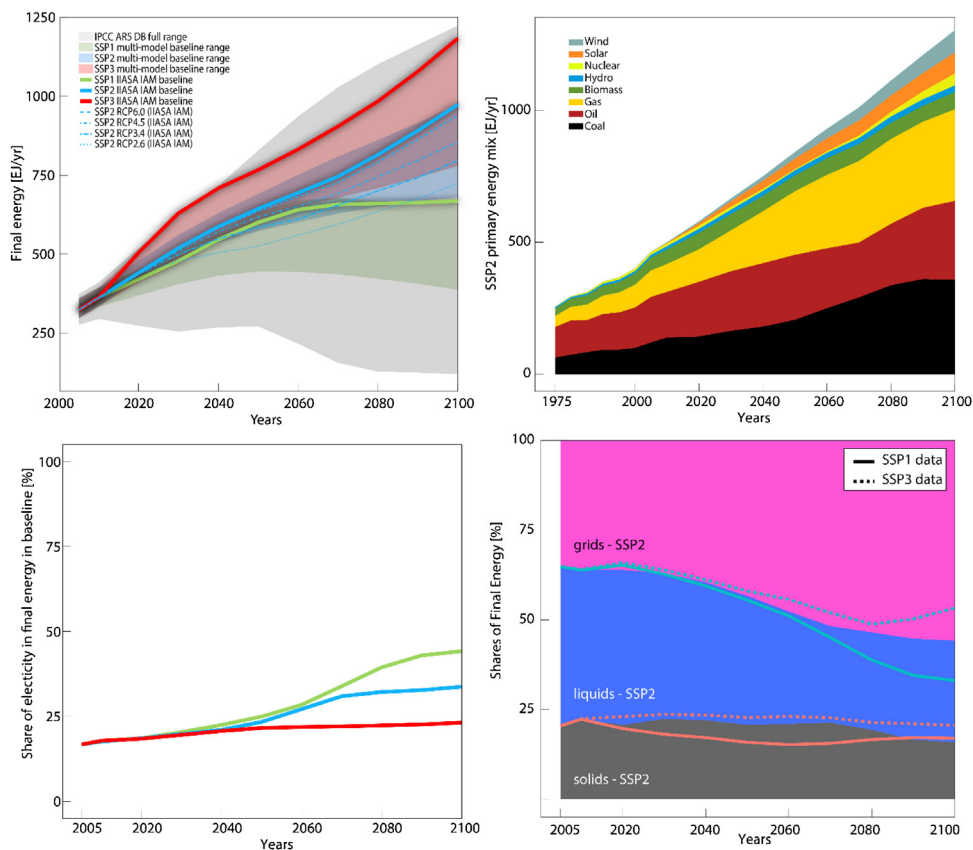 1250
1000
750
500
250
Final energy [EJ/yr]
IPCC AR5 DB full range
SSP1 multi-model baseline range
SSP2 multi-model baseline range
SSP3 multi-model baseline range
SSP1 IIASA IAM baseline
SSP2 IIASA IAM baseline
SSP3 IIASA IAM baseline
SSP2 RCP6.0 (IIASA IAM)
SSP2 RCP4.5 (IIASA IAM)
SSP2 RCP3.4 (IIASA IAM)
SSP2 RCP2.6 (IIASA IAM)
2000 2020 2040 2060 2080 2100
Years
1000
500
0
SSP2 primary energy mix [EJ/yr]
Wind
Solar
Nuclear
Hydro
Biomass
Gas
Oil
Coal
1975 2000 2020 2040 2060 2080 2100
Years
100
75
50
25
0
Share of electicity in final energy in baseline [%]
2005 2020 2040 2060 2080 2100
Years
100
75
50
25
Shares of Final Energy [%]
SSP1 data
SSP3 data
grids - SSP2
liquids - SSP2
solids - SSP2
2005 2020 2040 2060 2080 2100
Years